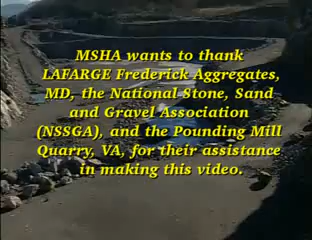 MSHA wants to thank
LAFARGE Frederick Aggregates,
MD, the National Stone, Sand
and Gravel Association
(NSSGA), and the Pounding Mill
Quarry, VA, for their assistance
in making this video.